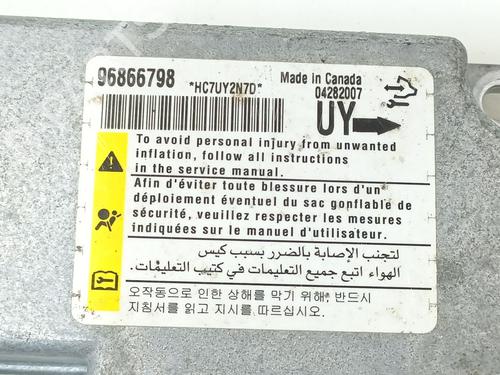 96866798
*HC7UY2N7D*
Made in Canada
04282007
UY
To avoid personal injury from unwanted
inflation, follow all instructions
in the service manual.
Afin d'éviter toute blessure lors d'un
déploiement éventuel du sac gonflable de
sécurité, veuillez respecter les mesures
indiquées sur le manuel d'utilisateur.
لتجنب الإصابة بالضرر بسبب كيس
الهواء اتبع جميع التعليمات في كتيب التعليمات.
오작동으로 인한 상해를 막기 위해, 반드시
지침서를 읽고 지시를 따르십시오.